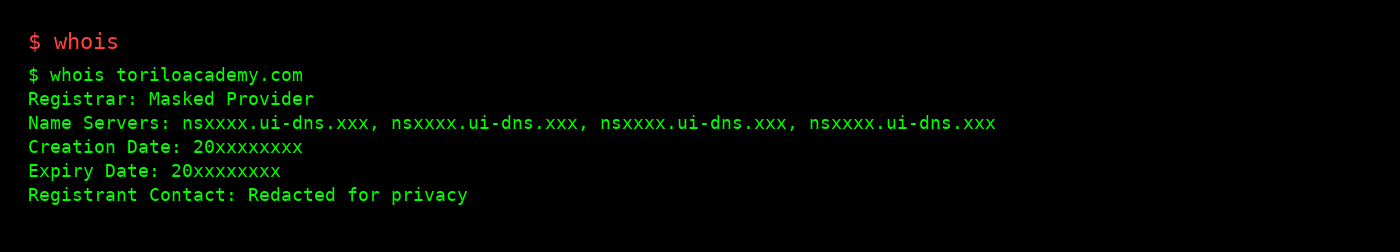 $ whois
$ whois toriloacademy.com
Registrar: Masked Provider
Name Servers: nsxxxx.ui-dns.xxx, nsxxxx.ui-dns.xxx, nsxxxx.ui-dns.xxx, nsxxxx.ui-dns.xxx
Creation Date: 20xxxxxxxx
Expiry Date: 20xxxxxxxx
Registrant Contact: Redacted for privacy